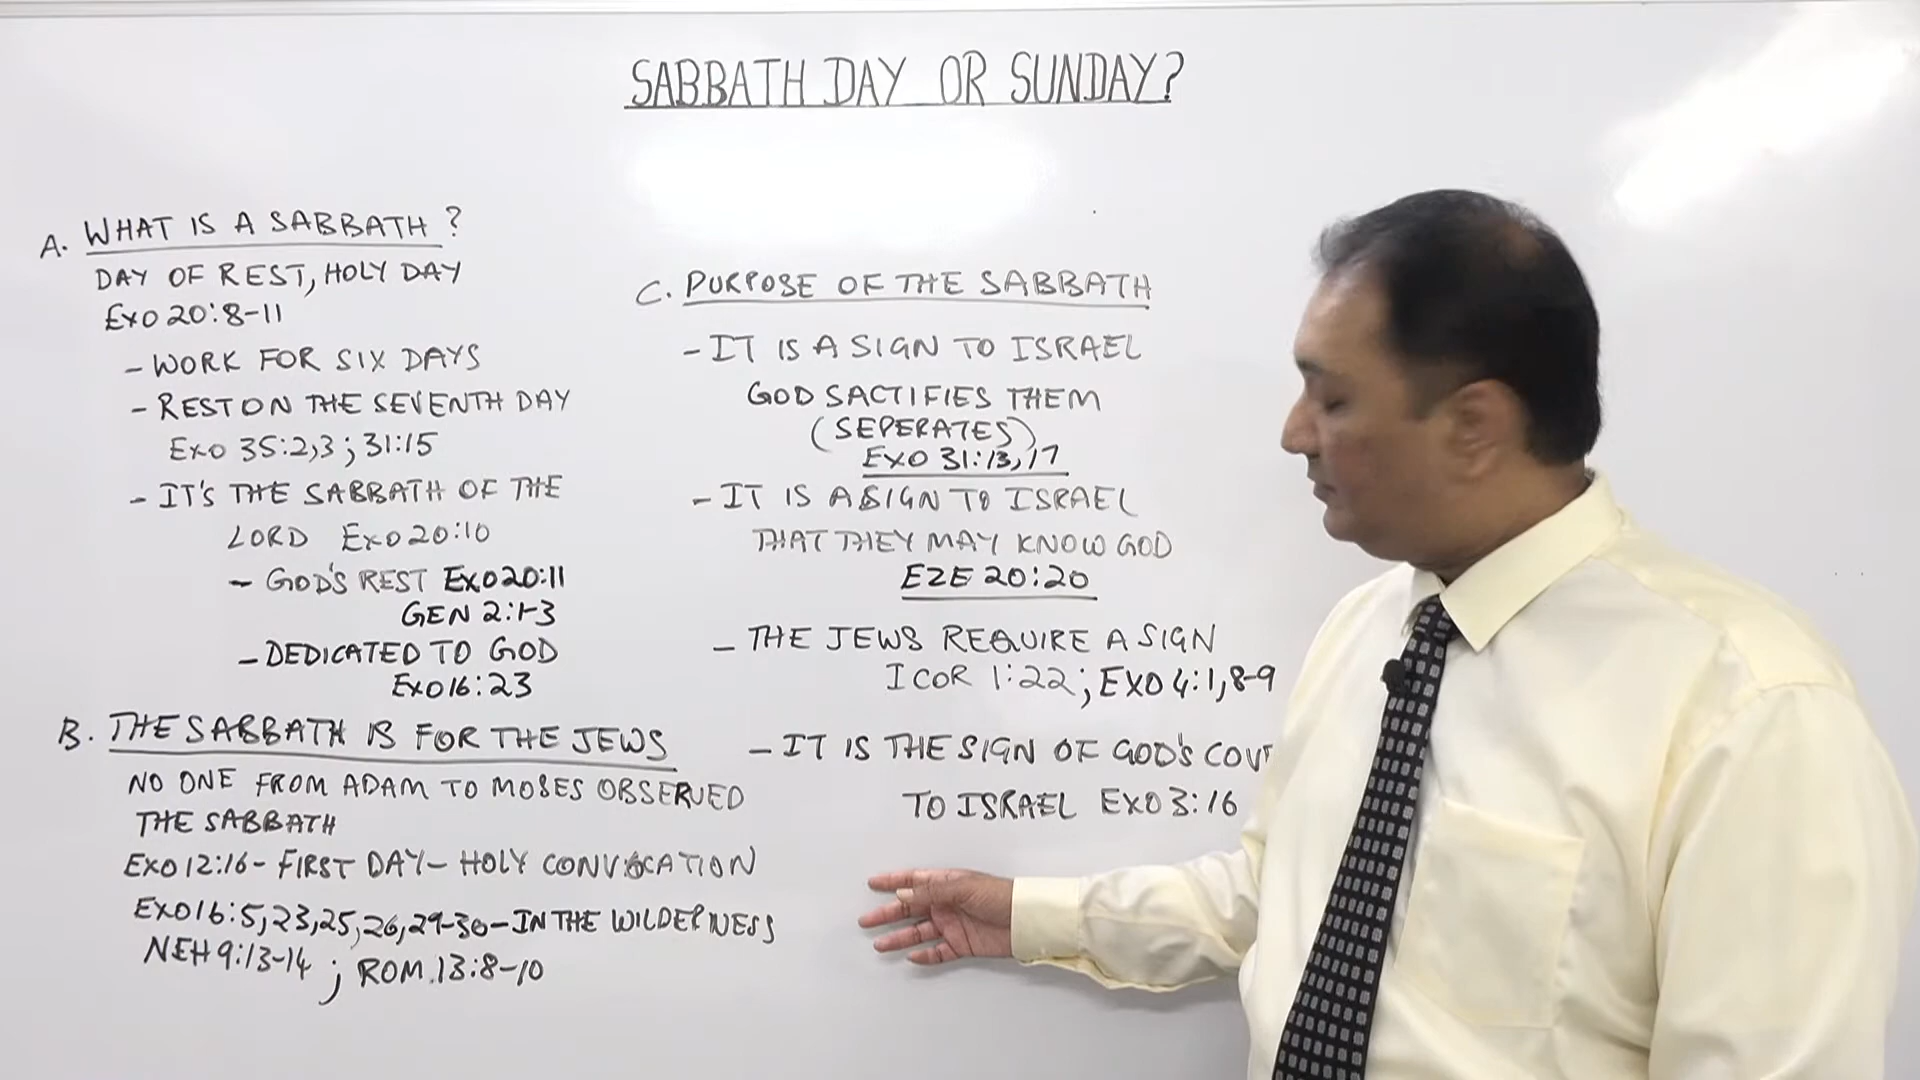 SABBATH DAY OR SUNDAY?
A. WHAT IS A SABBATH?
DAY OF REST, HOLY DAY
EXO 20:8-11
- WORK FOR SIX DAYS
- REST ON THE SEVENTH DAY
EXO 35:2,3; 31:15
- IT'S THE SABBATH OF THE
LORD EXO 20:10
- GOD'S REST EXO 20:11
GEN 2:1-3
- DEDICATED TO GOD
EXO 16:23
B. THE SABBATH IS FOR THE JEWS
NO ONE FROM ADAM TO MOSES OBSERVED
THE SABBATH
EXO 12:16 - FIRST DAY - HOLY CONVOCATION
EXO 16:5,23,25,26,29-30 - IN THE WILDERNESS
NEH 9:13-14; ROM.13:8-10
C. PURPOSE OF THE SABBATH
- IT IS A SIGN TO ISRAEL
GOD SACTIFIES THEM
(SEPERATES)
EXO 31:13,17
- IT IS A SIGN TO ISRAEL
THAT THEY MAY KNOW GOD
EZE 20:20
- THE JEWS REQUIRE A SIGN
I COR 1:22; EXO 4:1,8-9
- IT IS THE SIGN OF GOD'S
TO ISRAEL EXO 3:16